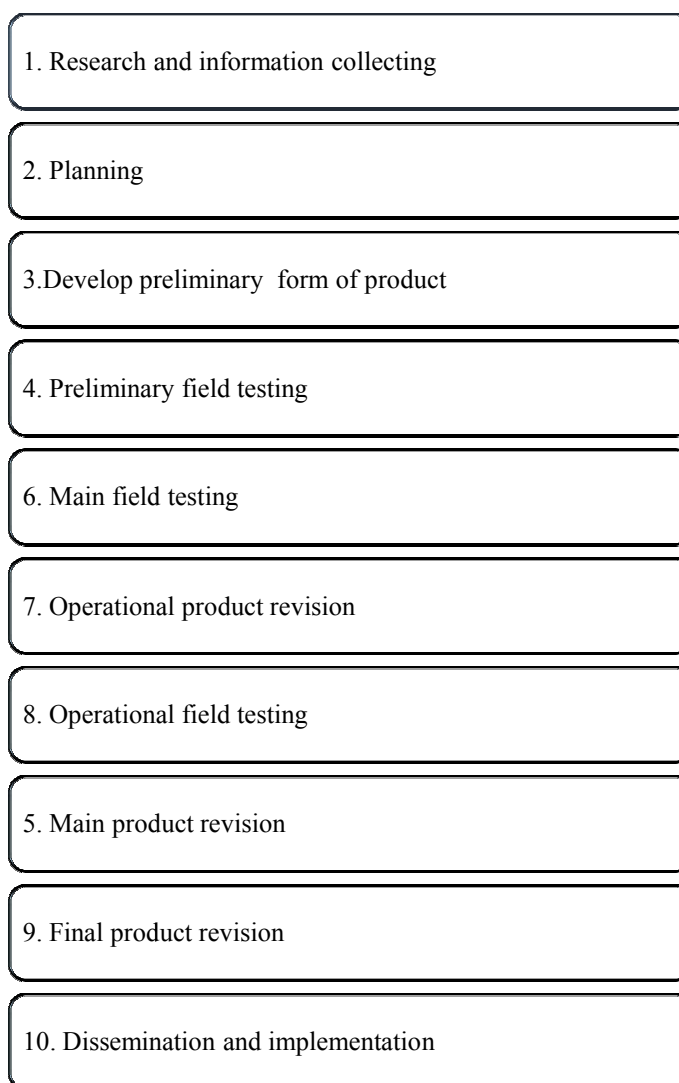 1. Research and information collecting
2. Planning
3.Develop preliminary  form of product
4. Preliminary field testing
6. Main field testing
7. Operational product revision
8. Operational field testing
5. Main product revision
9. Final product revision
10. Dissemination and implementation